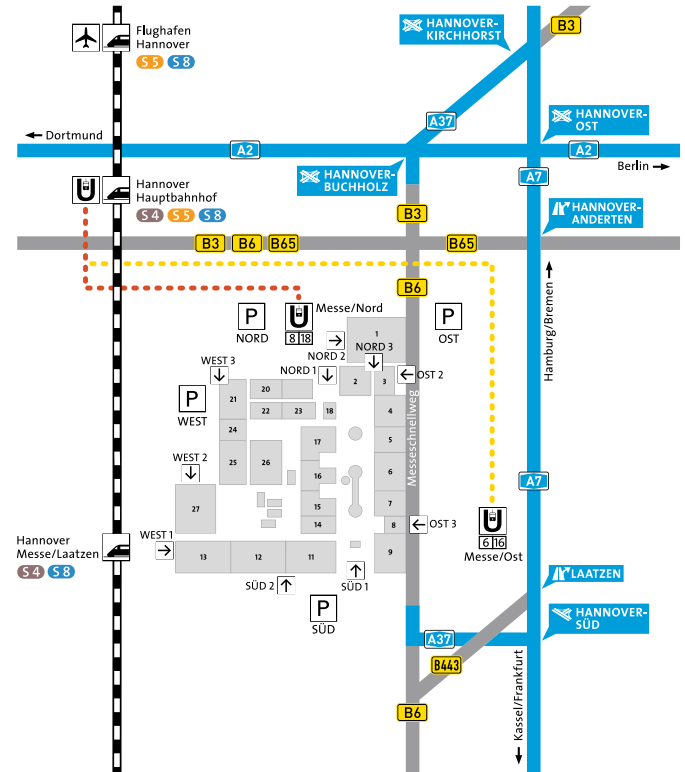 Flughafen
Hannover
S 5 S 8
HANNOVER-
KIRCHHORST
B3
A37
← Dortmund
A2
HANNOVER-
OST
A2
Berlin →
U
Hannover
Hauptbahnhof
S 4 S 5 S 8
HANNOVER-
BUCHHOLZ
A7
B3
HANNOVER-
ANDERTEN
B3 B6 B65
B65
B6
Hamburg/Bremen
P
NORD
U
8 18
Messe/Nord
P
OST
NORD 2
1
NORD 3
WEST 3
NORD 1
OST 2
P
WEST
21
20
2
3
22
23
18
4
24
17
5
Messeschnellweg
WEST 2
25
26
16
6
A7
27
15
7
14
8
OST 3
U
6 16
Messe/Ost
Hannover
Messe/Laatzen
S 4 S 8
WEST 1
13
12
11
9
SÜD 2
SÜD 1
P
SÜD
LAATZEN
HANNOVER-
SÜD
A37
B443
B6
Kassel/Frankfurt